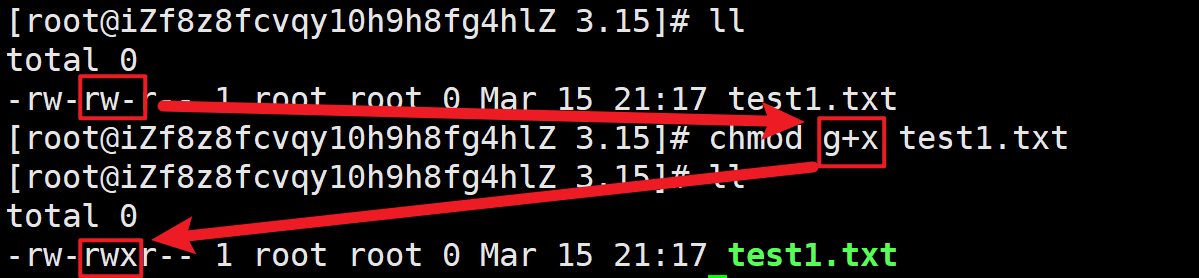 [root@iZf8z8fcvqy10h9h8fg4hlZ 3.15]# ll
total 0
-rw-rw-r-- 1 root root 0 Mar 15 21:17 test1.txt
[root@iZf8z8fcvqy10h9h8fg4hlZ 3.15]# chmod g+x test1.txt
[root@iZf8z8fcvqy10h9h8fg4hlZ 3.15]# ll
total 0
-rw-rwxr-- 1 root root 0 Mar 15 21:17 test1.txt